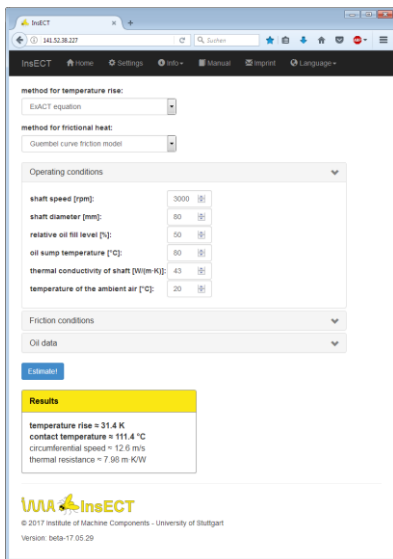 InsECT
141.52.38.227
Suchen
InsECT Home Settings Info Manual Imprint Language
method for temperature rise:
ExACT equation
method for frictional heat:
Guembel curve friction model
Operating conditions
shaft speed [rpm]: 3000
shaft diameter [mm]: 80
relative oil fill level [%]: 50
oil sump temperature [°C]: 80
thermal conductivity of shaft [W/(m·K)]: 43
temperature of the ambient air [°C]: 20
Friction conditions
Oil data
Estimate!
Results
temperature rise ≈ 31.4 K
contact temperature ≈ 111.4 °C
circumferential speed ≈ 12.6 m/s
thermal resistance ≈ 7.98 m·K/W
InsECT
© 2017 Institute of Machine Components - University of Stuttgart
Version: beta-17.05.29